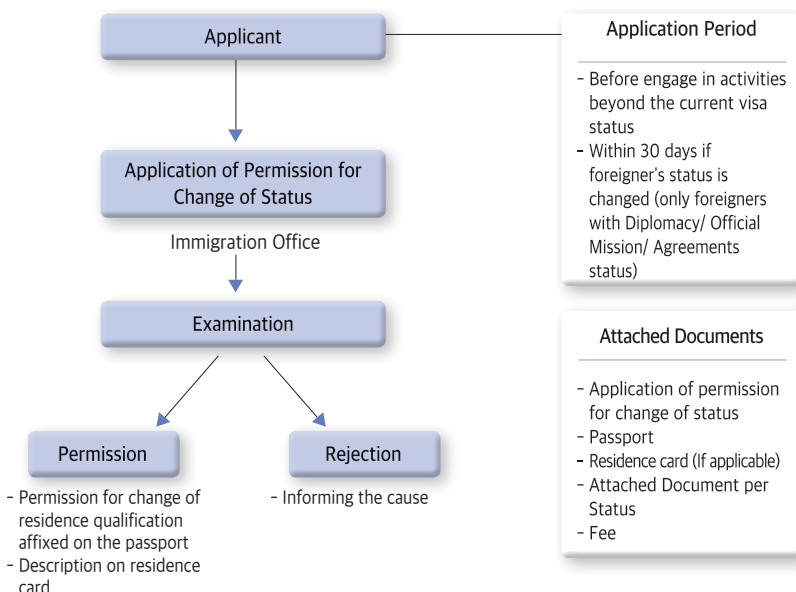 Applicant
Application of Permission for
Change of Status
Immigration Office
Examination
Permission
- Permission for change of
residence qualification
affixed on the passport
- Description on residence
card
Rejection
- Informing the cause
Application Period
- Before engage in activities
beyond the current visa
status
- Within 30 days if
foreigner's status is
changed (only foreigners
with Diplomacy/ Official
Mission/ Agreements
status)
Attached Documents
- Application of permission
for change of status
- Passport
- Residence card (If applicable)
- Attached Document per
Status
- Fee